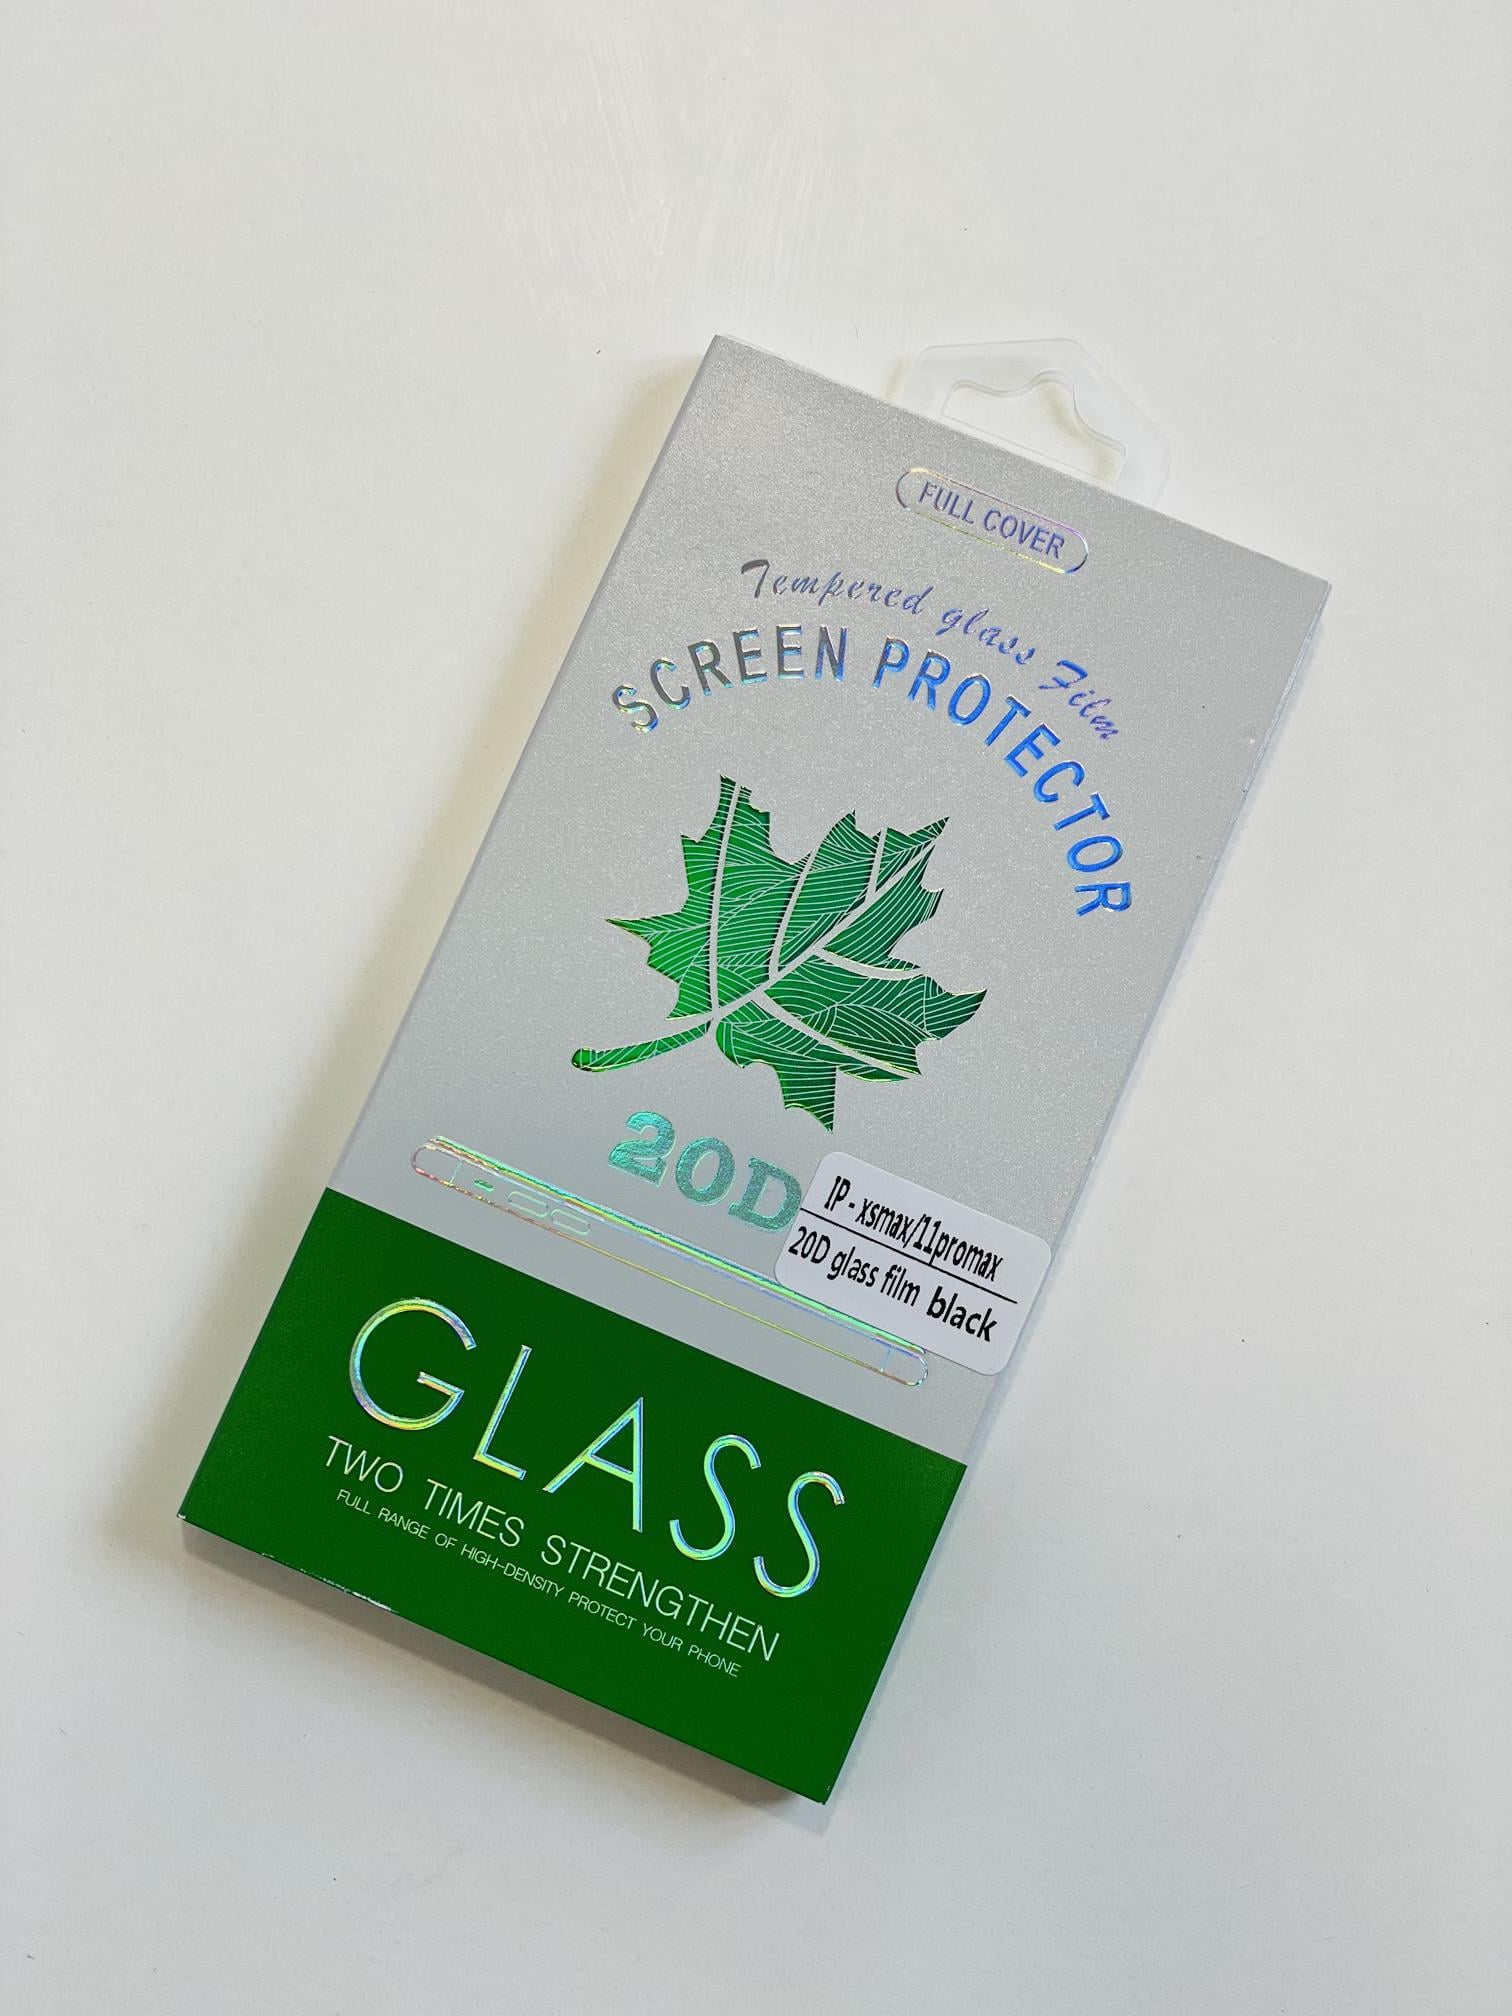 FULL COVER
Tempered glass Film
SCREEN PROTECTOR
20D
IP - xsmax/11promax
20D glass film black
GLASS
TWO TIMES STRENGTHEN
FULL RANGE OF HIGH-DENSITY PROTECT YOUR PHONE